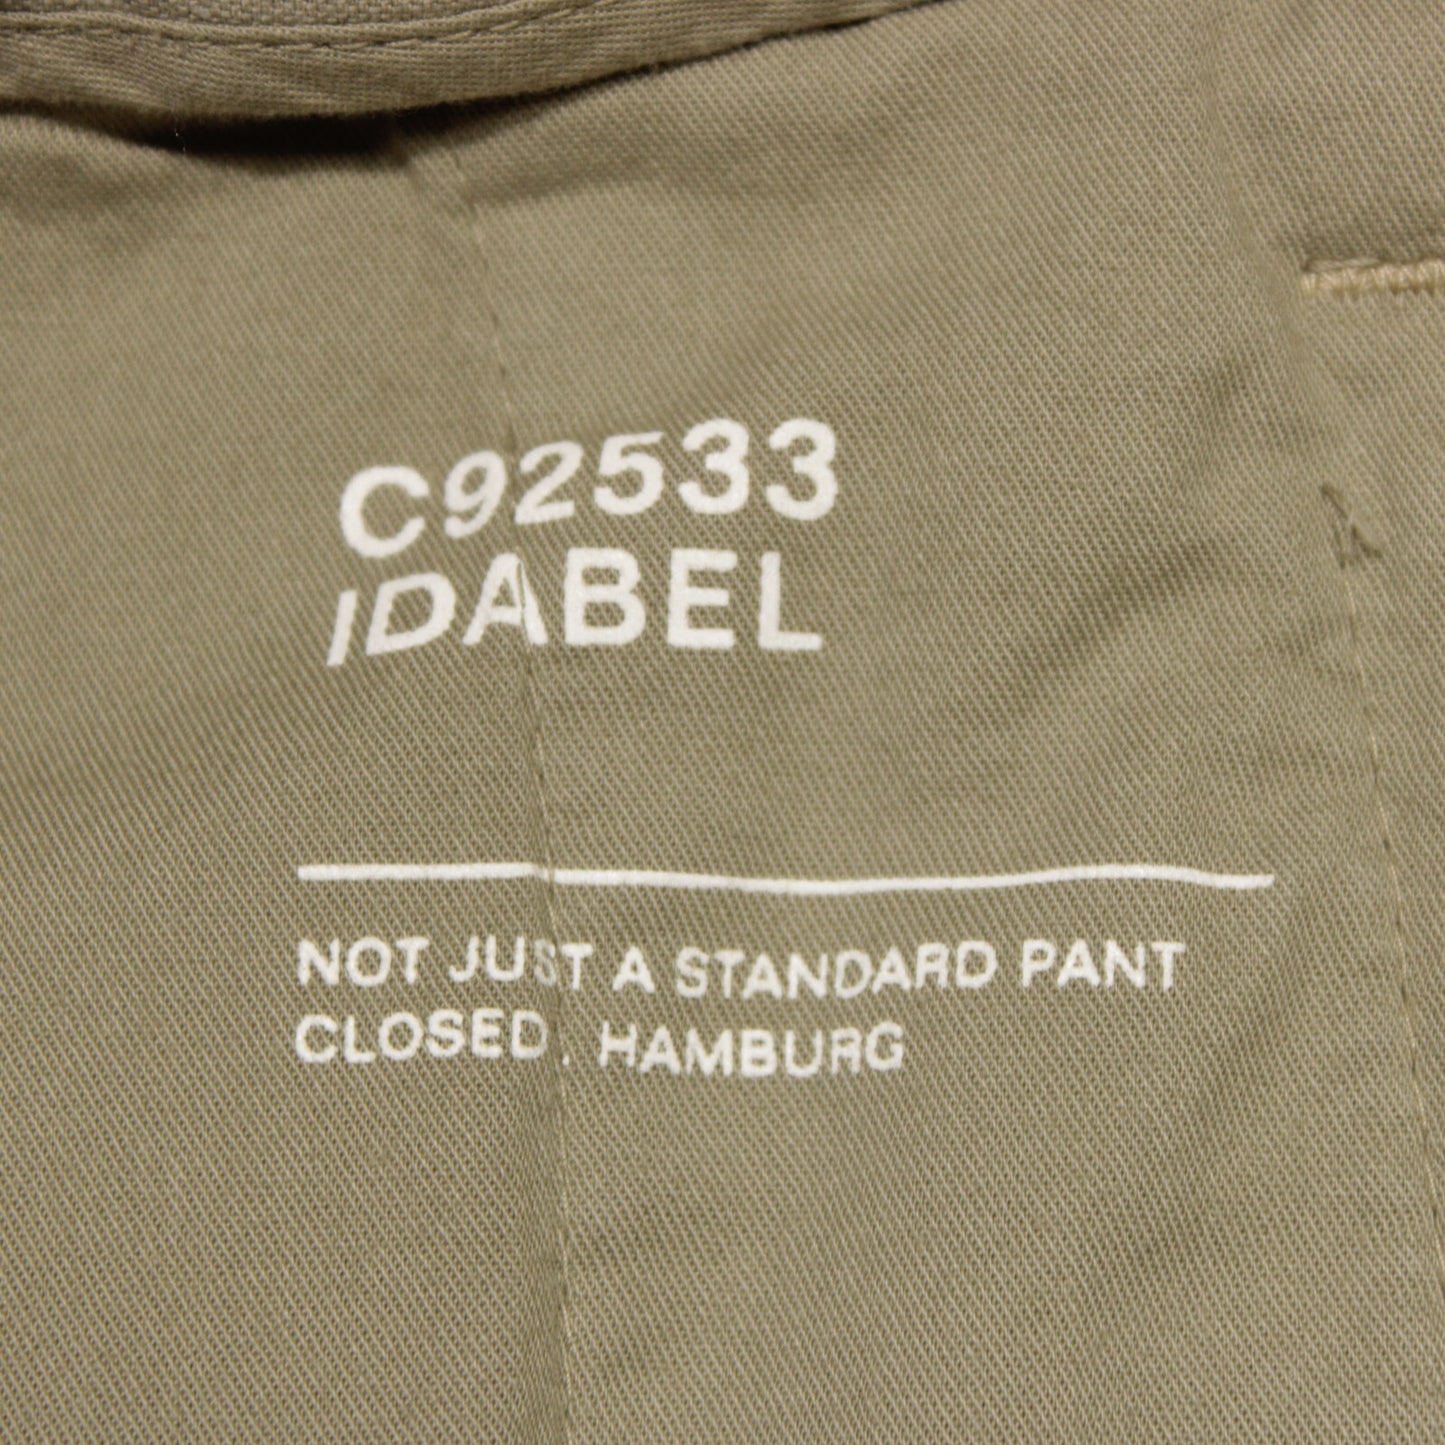 C92533
IDABEL
NOT JUST A STANDARD PANT
CLOSED. HAMBURG